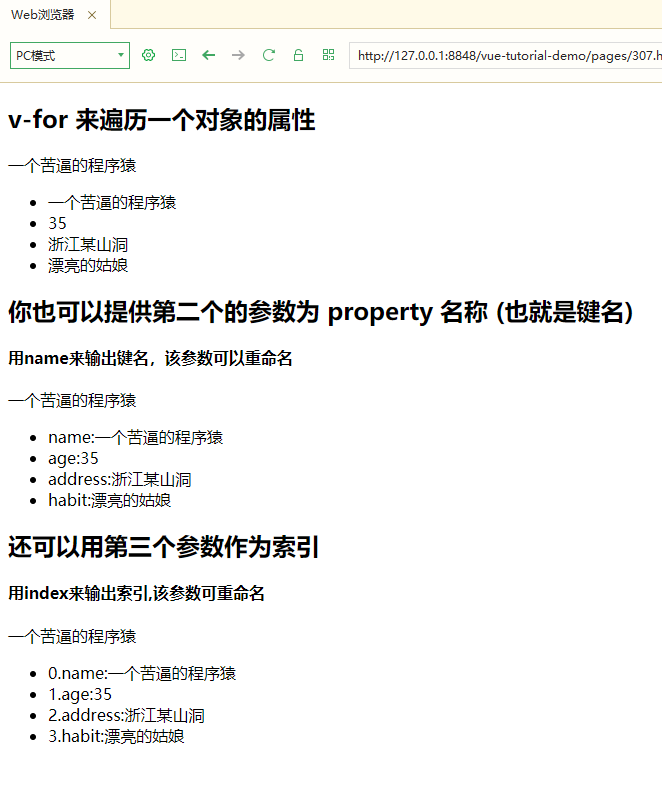 Web浏览器
PC模式
http://127.0.0.1:8848/vue-tutorial-demo/pages/307.h
v-for 来遍历一个对象的属性
一个苦逼的程序猿
一个苦逼的程序猿
35
浙江某山洞
漂亮的姑娘
你也可以提供第二个的参数为 property 名称 (也就是键名)
用name来输出键名，该参数可以重命名
一个苦逼的程序猿
name:一个苦逼的程序猿
age:35
address:浙江某山洞
habit:漂亮的姑娘
还可以用第三个参数作为索引
用index来输出索引,该参数可重命名
一个苦逼的程序猿
0.name:一个苦逼的程序猿
1.age:35
2.address:浙江某山洞
3.habit:漂亮的姑娘